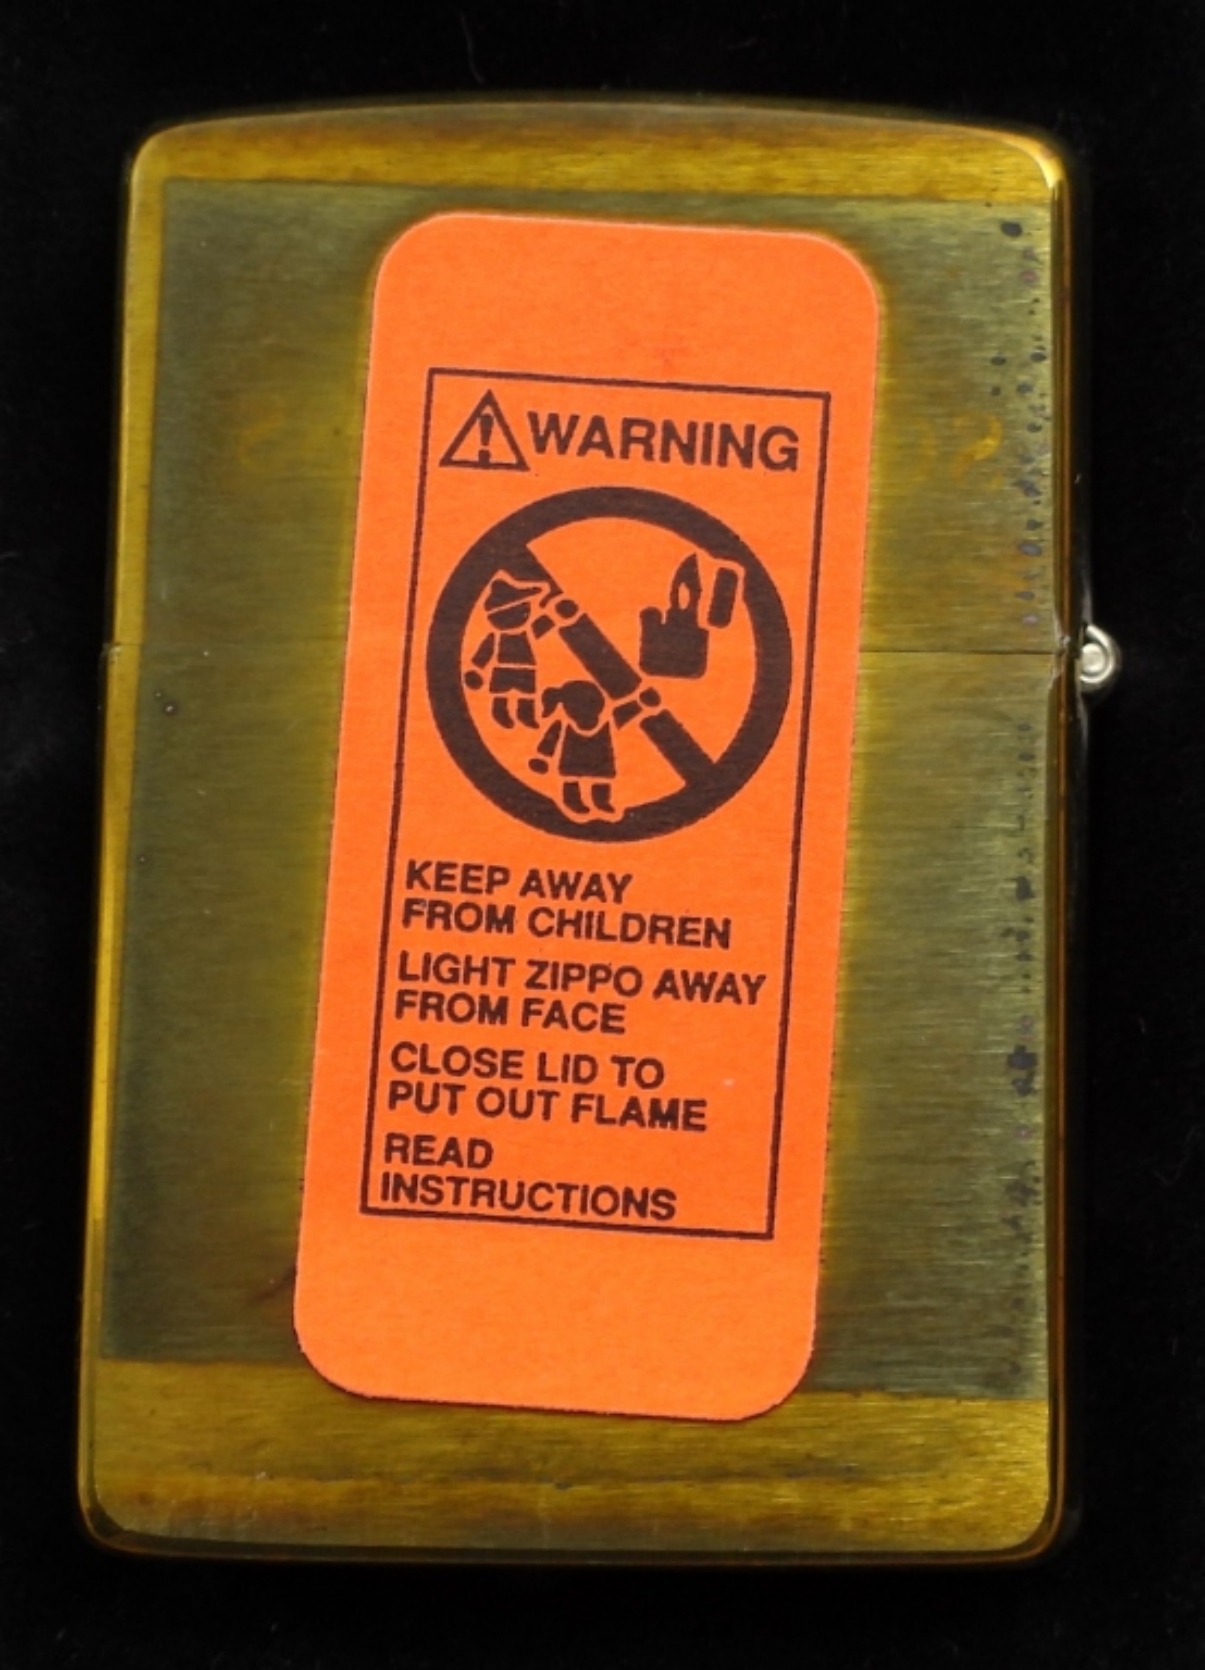 WARNING
KEEP AWAY
FROM CHILDREN
LIGHT ZIPPO AWAY
FROM FACE
CLOSE LID TO
PUT OUT FLAME
READ
INSTRUCTIONS